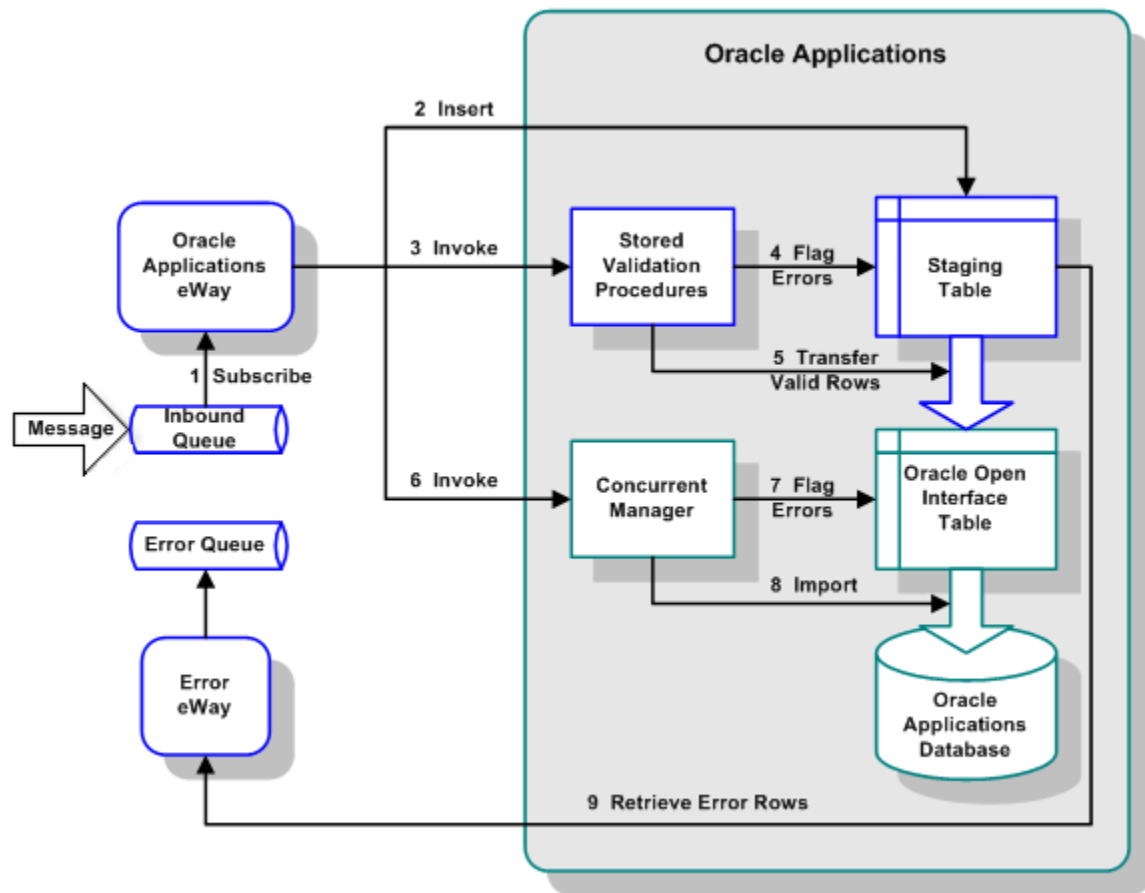 Oracle Applications
2 Insert
Oracle
Applications
eWay
3 Invoke
Stored
Validation
Procedures
4 Flag
Errors
Staging
Table
1 Subscribe
5 Transfer
Valid Rows
Message
Inbound
Queue
6 Invoke
Concurrent
Manager
7 Flag
Errors
Oracle Open
Interface
Table
Error Queue
8 Import
Error
eWay
Oracle
Applications
Database
9 Retrieve Error Rows